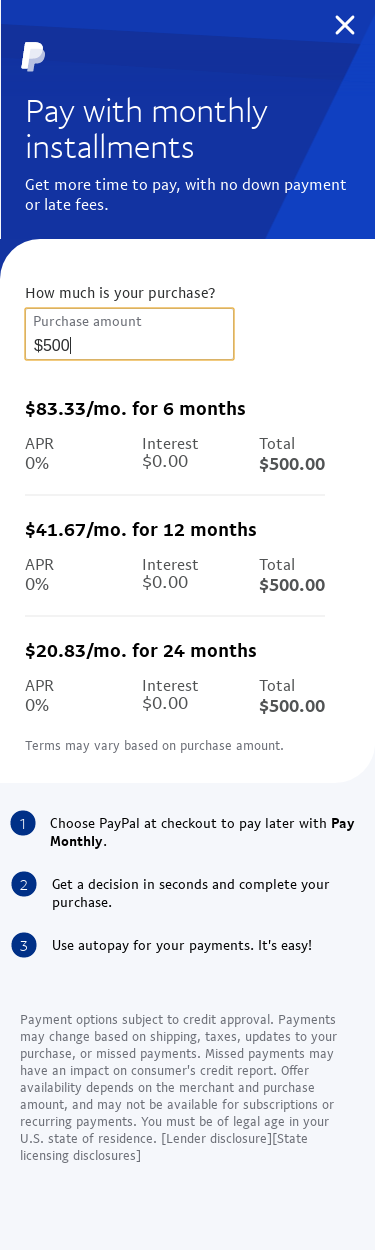 Pay with monthly
installments
Get more time to pay, with no down payment
or late fees.
How much is your purchase?
Purchase amount
$500
$83.33/mo. for 6 months
APR Interest Total
0% $0.00 $500.00
$41.67/mo. for 12 months
APR Interest Total
0% $0.00 $500.00
$20.83/mo. for 24 months
APR Interest Total
0% $0.00 $500.00
Terms may vary based on purchase amount.
1 Choose PayPal at checkout to pay later with Pay
Monthly.
2 Get a decision in seconds and complete your
purchase.
3 Use autopay for your payments. It's easy!
Payment options subject to credit approval. Payments
may change based on shipping, taxes, updates to your
purchase, or missed payments. Missed payments may
have an impact on consumer's credit report. Offer
availability depends on the merchant and purchase
amount, and may not be available for subscriptions or
recurring payments. You must be of legal age in your
U.S. state of residence. [Lender disclosure][State
licensing disclosures]